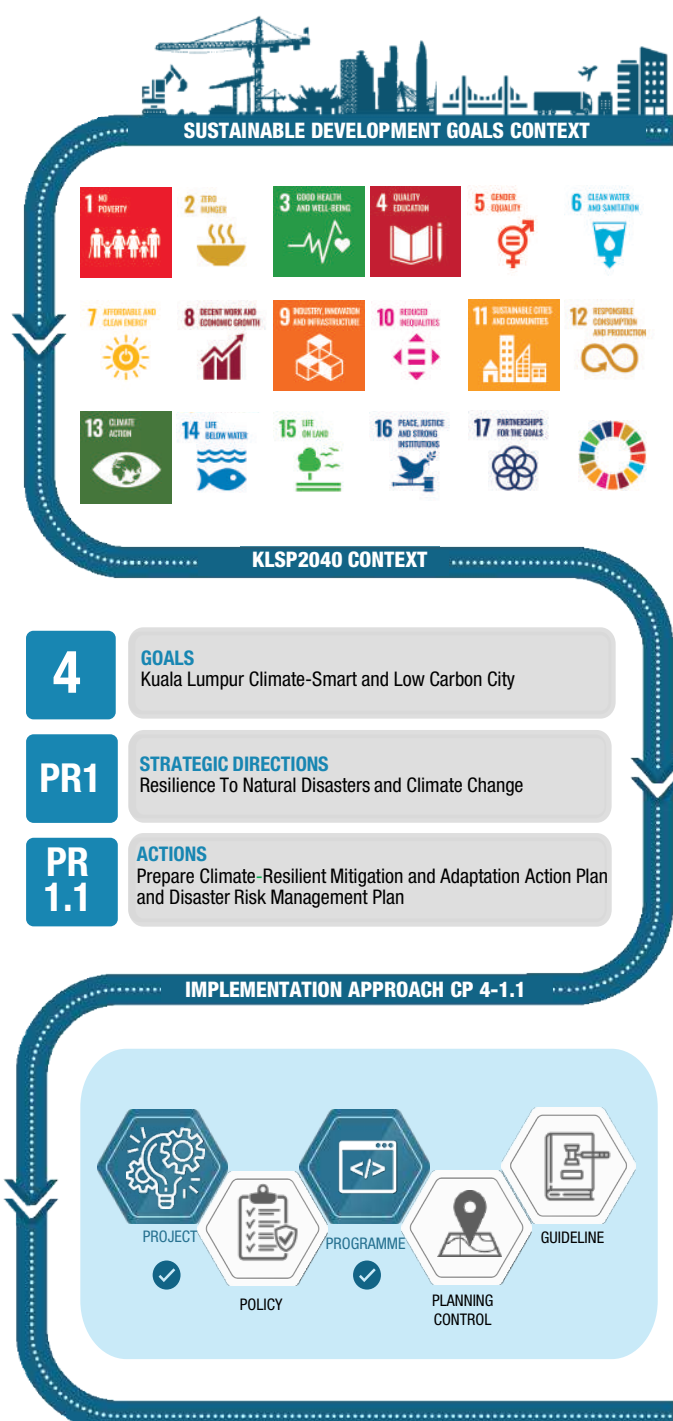 SUSTAINABLE DEVELOPMENT GOALS CONTEXT
1 NO
POVERTY
2 ZERO
HUNGER
3 GOOD HEALTH
AND WELL-BEING
4 QUALITY
EDUCATION
5 GENDER
EQUALITY
6 CLEAN WATER
AND SANITATION
7 AFFORDABLE AND
CLEAN ENERGY
8 DECENT WORK AND
ECONOMIC GROWTH
9 INDUSTRY, INNOVATION
AND INFRASTRUCTURE
10 REDUCED
INEQUALITIES
11 SUSTAINABLE CITIES
AND COMMUNITIES
12 RESPONSIBLE
CONSUMPTION
AND PRODUCTION
13 CLIMATE
ACTION
14 LIFE
BELOW WATER
15 LIFE
ON LAND
16 PEACE, JUSTICE
AND STRONG
INSTITUTIONS
17 PARTNERSHIPS
FOR THE GOALS
KLSP2040 CONTEXT
4
GOALS
Kuala Lumpur Climate-Smart and Low Carbon City
PR1
STRATEGIC DIRECTIONS
Resilience To Natural Disasters and Climate Change
PR
1.1
ACTIONS
Prepare Climate-Resilient Mitigation and Adaptation Action Plan
and Disaster Risk Management Plan
IMPLEMENTATION APPROACH CP 4-1.1
</>
PROJECT
POLICY
PROGRAMME
PLANNING
CONTROL
GUIDELINE